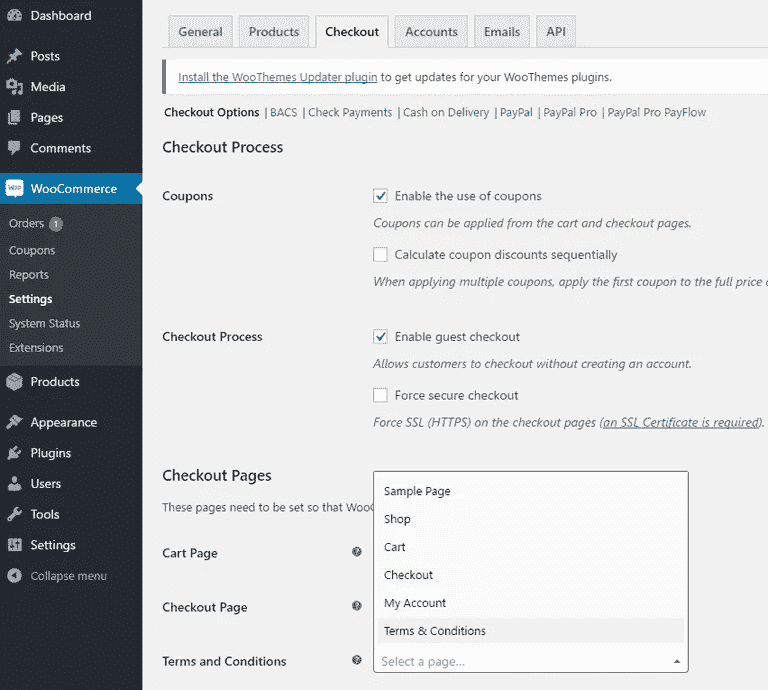 Dashboard
Posts
Media
Pages
Comments
Woo WooCommerce
Orders 1
Coupons
Reports
Settings
System Status
Extensions
Products
Appearance
Plugins
Users
Tools
Settings
Collapse menu
General Products Checkout Accounts Emails API
Install the WooThemes Updater plugin to get updates for your WooThemes plugins.
Checkout Options | BACS | Check Payments | Cash on Delivery | PayPal | PayPal Pro | PayPal Pro PayFlow
Checkout Process
Coupons
Enable the use of coupons
Coupons can be applied from the cart and checkout pages.
Calculate coupon discounts sequentially
When applying multiple coupons, apply the first coupon to the full price
Checkout Process
Enable guest checkout
Allows customers to checkout without creating an account.
Force secure checkout
Force SSL (HTTPS) on the checkout pages (an SSL Certificate is required).
Checkout Pages
These pages need to be set so that WooC
Cart Page
Checkout Page
Terms and Conditions
Sample Page
Shop
Cart
Checkout
My Account
Terms & Conditions
Select a page...